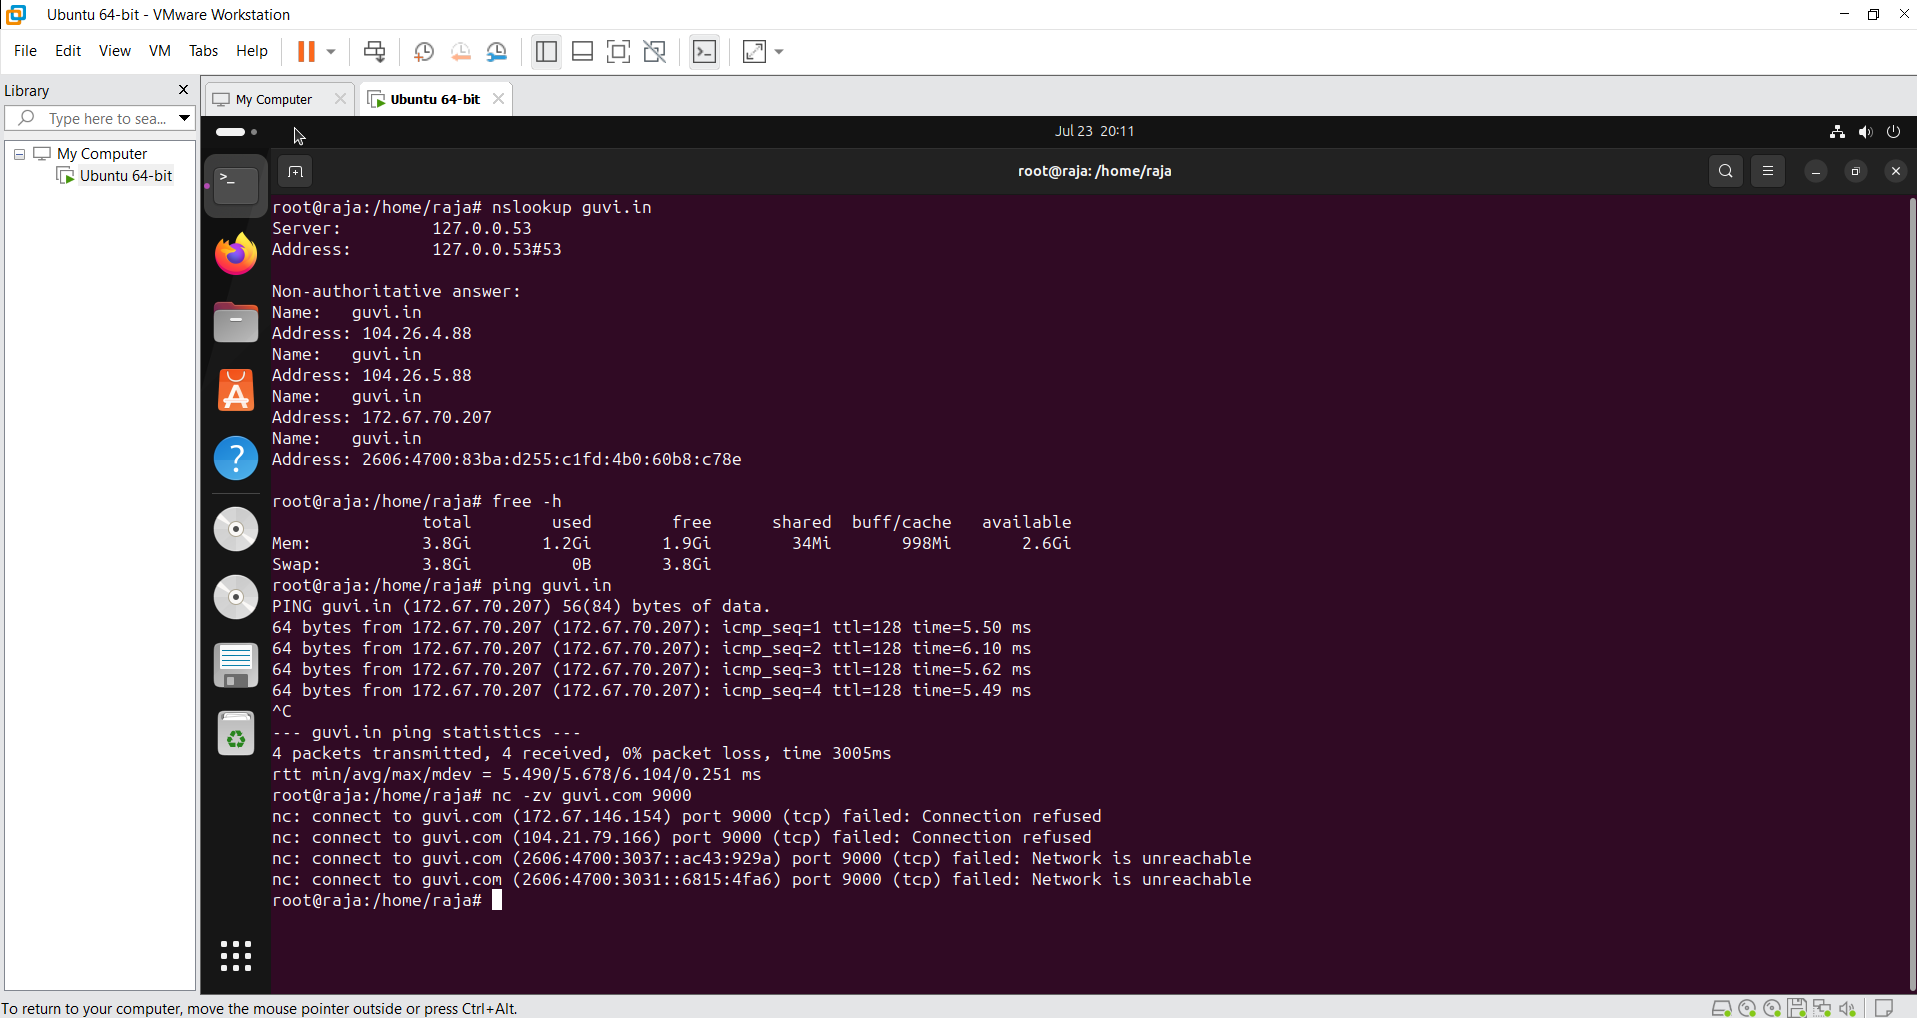 Ubuntu 64-bit - VMware Workstation
File Edit View VM Tabs Help
Library
Type here to sea...
My Computer
Ubuntu 64-bit
My Computer
Ubuntu 64-bit
Jul 23 20:11
root@raja: /home/raja
root@raja:/home/raja# nslookup guvi.in
Server: 127.0.0.53
Address: 127.0.0.53#53
Non-authoritative answer:
Name: guvi.in
Address: 104.26.4.88
Name: guvi.in
Address: 104.26.5.88
Name: guvi.in
Address: 172.67.70.207
Name: guvi.in
Address: 2606:4700:83ba:d255:c1fd:4b0:60b8:c78e
root@raja:/home/raja# free -h
total used free shared buff/cache available
Mem: 3.8Gi 1.2Gi 1.9Gi 34Mi 998Mi 2.6Gi
Swap: 3.8Gi 0B 3.8Gi
root@raja:/home/raja# ping guvi.in
PING guvi.in (172.67.70.207) 56(84) bytes of data.
64 bytes from 172.67.70.207 (172.67.70.207): icmp_seq=1 ttl=128 time=5.50 ms
64 bytes from 172.67.70.207 (172.67.70.207): icmp_seq=2 ttl=128 time=6.10 ms
64 bytes from 172.67.70.207 (172.67.70.207): icmp_seq=3 ttl=128 time=5.62 ms
64 bytes from 172.67.70.207 (172.67.70.207): icmp_seq=4 ttl=128 time=5.49 ms
^C
--- guvi.in ping statistics ---
4 packets transmitted, 4 received, 0% packet loss, time 3005ms
rtt min/avg/max/mdev = 5.490/5.678/6.104/0.251 ms
root@raja:/home/raja# nc -zv guvi.com 9000
nc: connect to guvi.com (172.67.146.154) port 9000 (tcp) failed: Connection refused
nc: connect to guvi.com (104.21.79.166) port 9000 (tcp) failed: Connection refused
nc: connect to guvi.com (2606:4700:3037::ac43:929a) port 9000 (tcp) failed: Network is unreachable
nc: connect to guvi.com (2606:4700:3031::6815:4fa6) port 9000 (tcp) failed: Network is unreachable
root@raja:/home/raja#
To return to your computer, move the mouse pointer outside or press Ctrl+Alt.